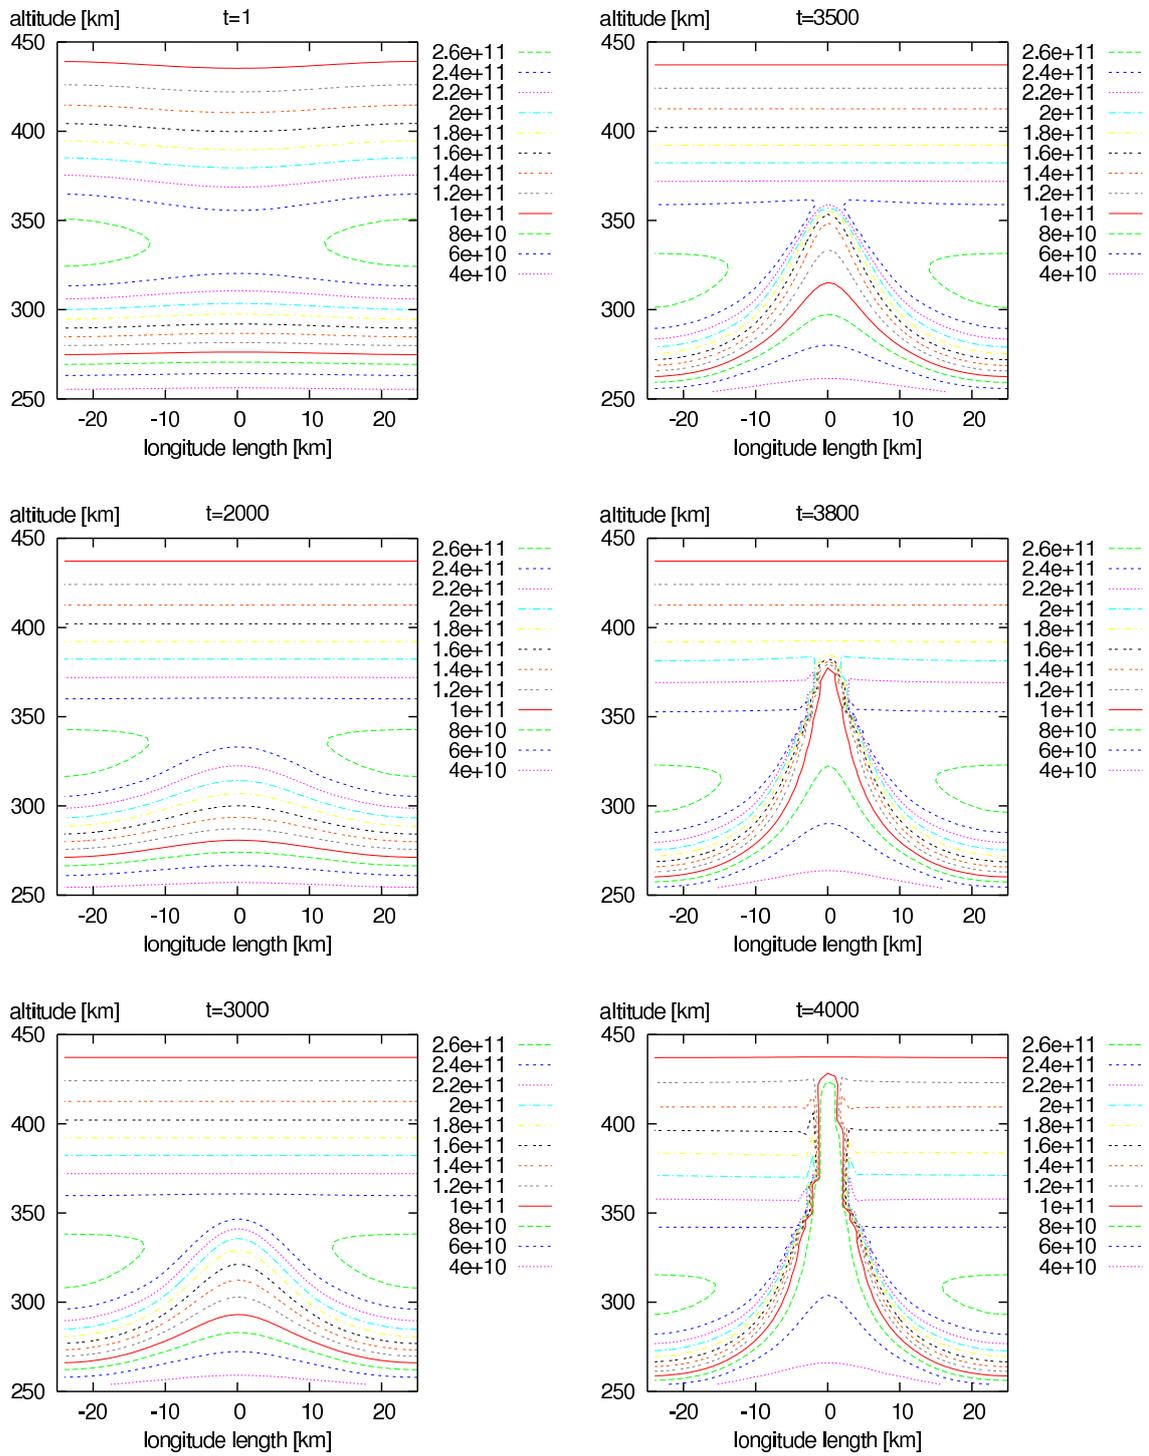 altitude [km] t=1
450
400
350
300
250
-20 -10 0 10 20
longitude length [km]
2.6e+11
2.4e+11
2.2e+11
2e+11
1.8e+11
1.6e+11
1.4e+11
1.2e+11
1e+11
8e+10
6e+10
4e+10
altitude [km] t=3500
450
400
350
300
250
-20 -10 0 10 20
longitude length [km]
2.6e+11
2.4e+11
2.2e+11
2e+11
1.8e+11
1.6e+11
1.4e+11
1.2e+11
1e+11
8e+10
6e+10
4e+10
altitude [km] t=2000
450
400
350
300
250
-20 -10 0 10 20
longitude length [km]
2.6e+11
2.4e+11
2.2e+11
2e+11
1.8e+11
1.6e+11
1.4e+11
1.2e+11
1e+11
8e+10
6e+10
4e+10
altitude [km] t=3800
450
400
350
300
250
-20 -10 0 10 20
longitude length [km]
2.6e+11
2.4e+11
2.2e+11
2e+11
1.8e+11
1.6e+11
1.4e+11
1.2e+11
1e+11
8e+10
6e+10
4e+10
altitude [km] t=3000
450
400
350
300
250
-20 -10 0 10 20
longitude length [km]
2.6e+11
2.4e+11
2.2e+11
2e+11
1.8e+11
1.6e+11
1.4e+11
1.2e+11
1e+11
8e+10
6e+10
4e+10
altitude [km] t=4000
450
400
350
300
250
-20 -10 0 10 20
longitude length [km]
2.6e+11
2.4e+11
2.2e+11
2e+11
1.8e+11
1.6e+11
1.4e+11
1.2e+11
1e+11
8e+10
6e+10
4e+10